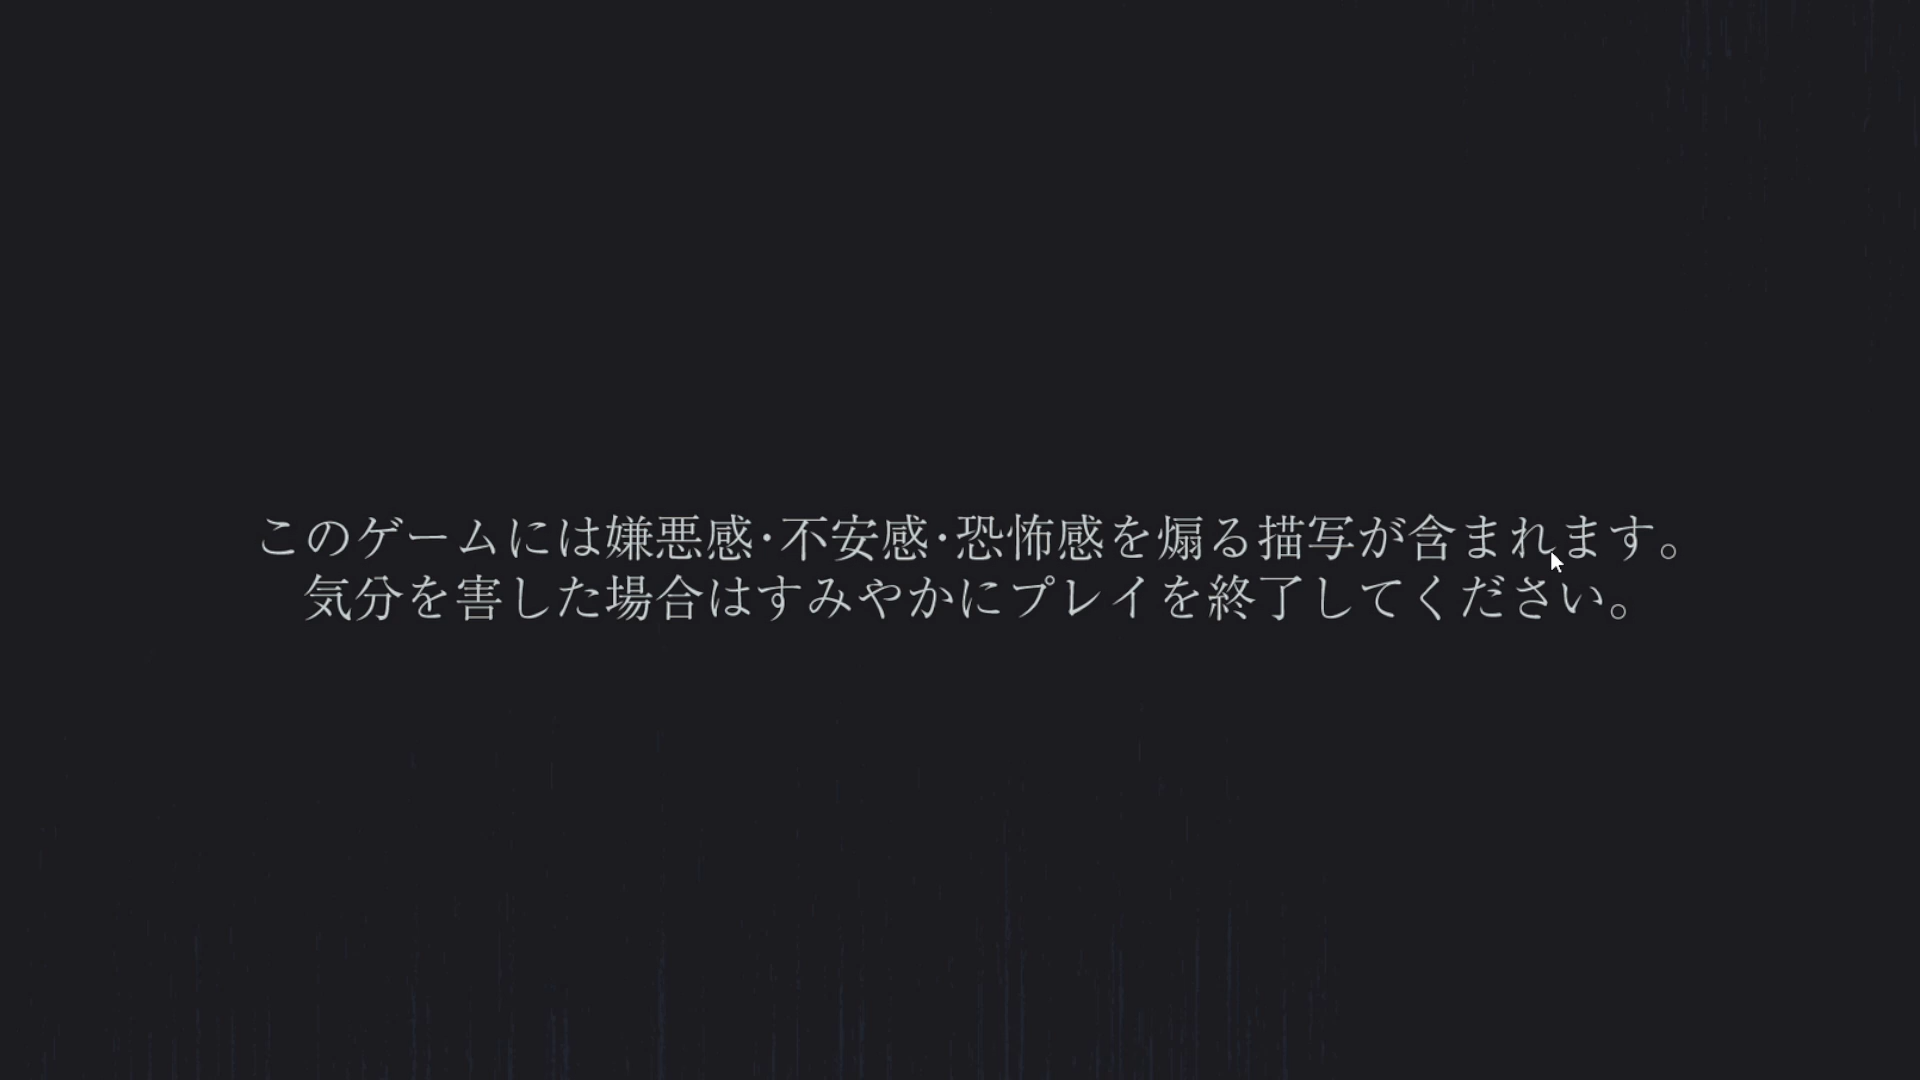 このゲームには嫌悪感・不安感・恐怖感を煽る描写が含まれます。
気分を害した場合はすみやかにプレイを終了してください。